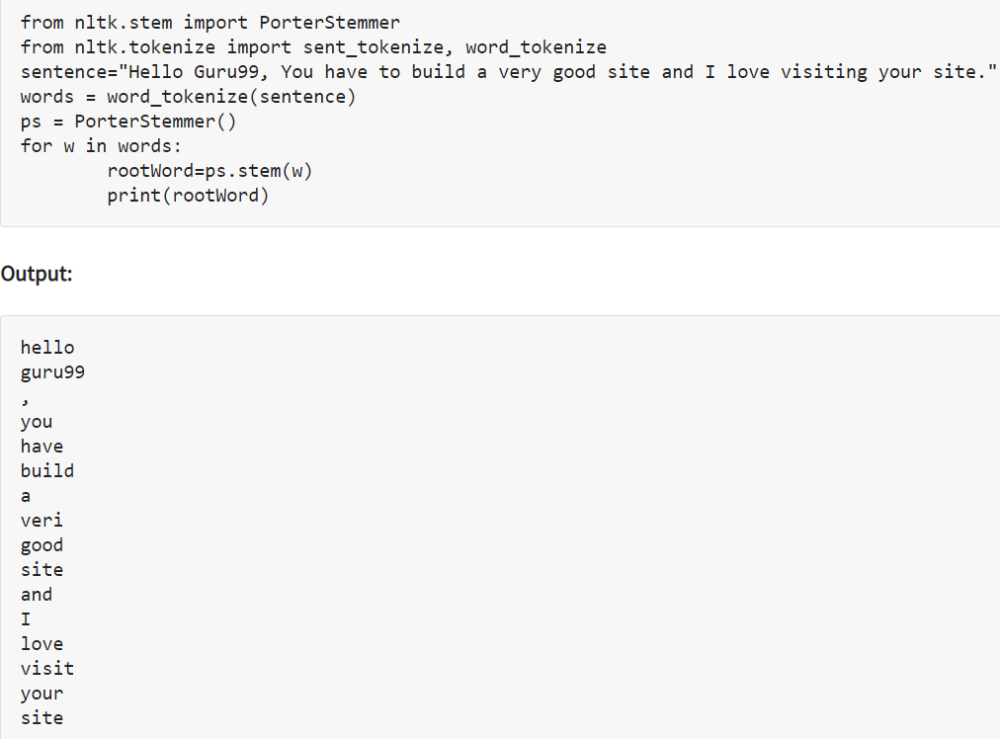 from nltk.stem import PorterStemmer
from nltk.tokenize import sent_tokenize, word_tokenize
sentence="Hello Guru99, You have to build a very good site and I love visiting your site."
words = word_tokenize(sentence)
ps = PorterStemmer()
for w in words:
        rootWord=ps.stem(w)
        print(rootWord)
Output:
hello
guru99
,
you
have
build
a
veri
good
site
and
I
love
visit
your
site